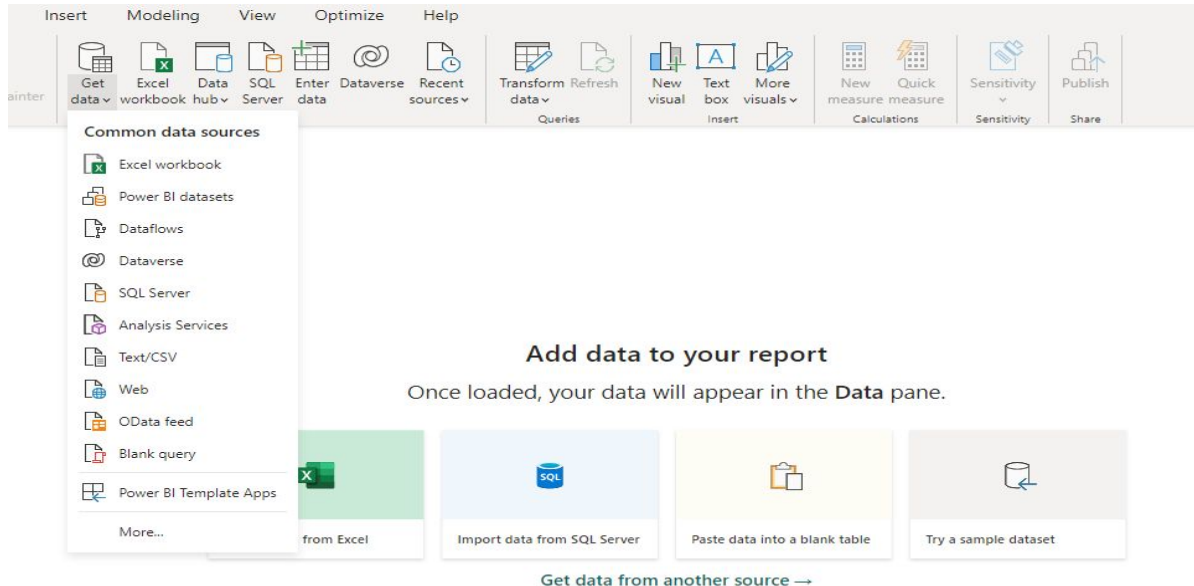 Insert Modeling View Optimize Help
ainter
Get data
Excel workbook
Data hub
SQL Server
Enter data
Dataverse
Recent sources
Transform data
Refresh
New visual
Text box
More visuals
New measure
Quick measure
Sensitivity
Publish
Queries
Insert
Calculations
Sensitivity
Share
Common data sources
Excel workbook
Power BI datasets
Dataflows
Dataverse
SQL Server
Analysis Services
Text/CSV
Web
OData feed
Blank query
Power BI Template Apps
More...
Add data to your report
Once loaded, your data will appear in the Data pane.
from Excel
SQL
Import data from SQL Server
Paste data into a blank table
Try a sample dataset
Get data from another source →